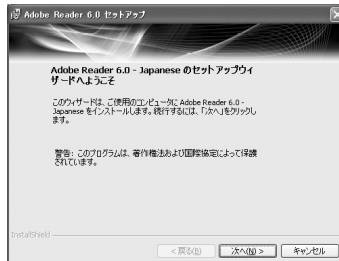 Adobe Reader 6.0 セットアップ
Adobe Reader 6.0 - Japanese のセットアップウィ
ザードへようこそ
このウィザードは、ご使用のコンピュータに Adobe Reader 6.0 -
Japanese をインストールします。続行するには、「次へ」をクリックし
ます。
警告: このプログラムは、著作権法および国際協定によって保護
されています。
InstallShield
< 戻る(B)
次へ(N) >
キャンセル